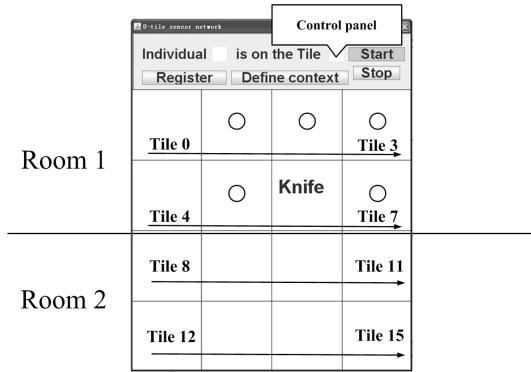 U-tile sensor network
Control panel
Individual is on the Tile Start
Register Define context Stop
Room 1
Tile 0 Tile 3
Knife
Tile 4 Tile 7
Room 2
Tile 8 Tile 11
Tile 12 Tile 15